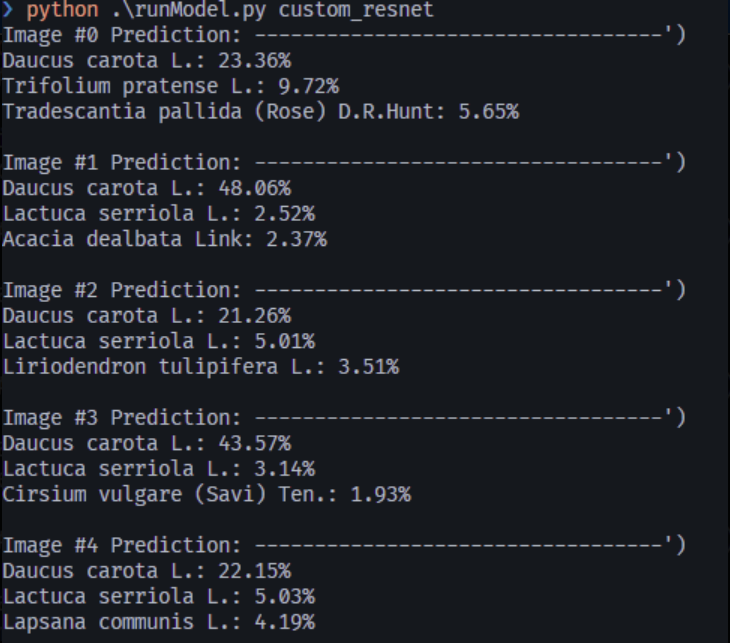 ❯ python .\runModel.py custom_resnet
Image #0 Prediction: ----------------------------------')
Daucus carota L.: 23.36%
Trifolium pratense L.: 9.72%
Tradescantia pallida (Rose) D.R.Hunt: 5.65%
Image #1 Prediction: ----------------------------------')
Daucus carota L.: 48.06%
Lactuca serriola L.: 2.52%
Acacia dealbata Link: 2.37%
Image #2 Prediction: ----------------------------------')
Daucus carota L.: 21.26%
Lactuca serriola L.: 5.01%
Liriodendron tulipifera L.: 3.51%
Image #3 Prediction: ----------------------------------')
Daucus carota L.: 43.57%
Lactuca serriola L.: 3.14%
Cirsium vulgare (Savi) Ten.: 1.93%
Image #4 Prediction: ----------------------------------')
Daucus carota L.: 22.15%
Lactuca serriola L.: 5.03%
Lapsana communis L.: 4.19%